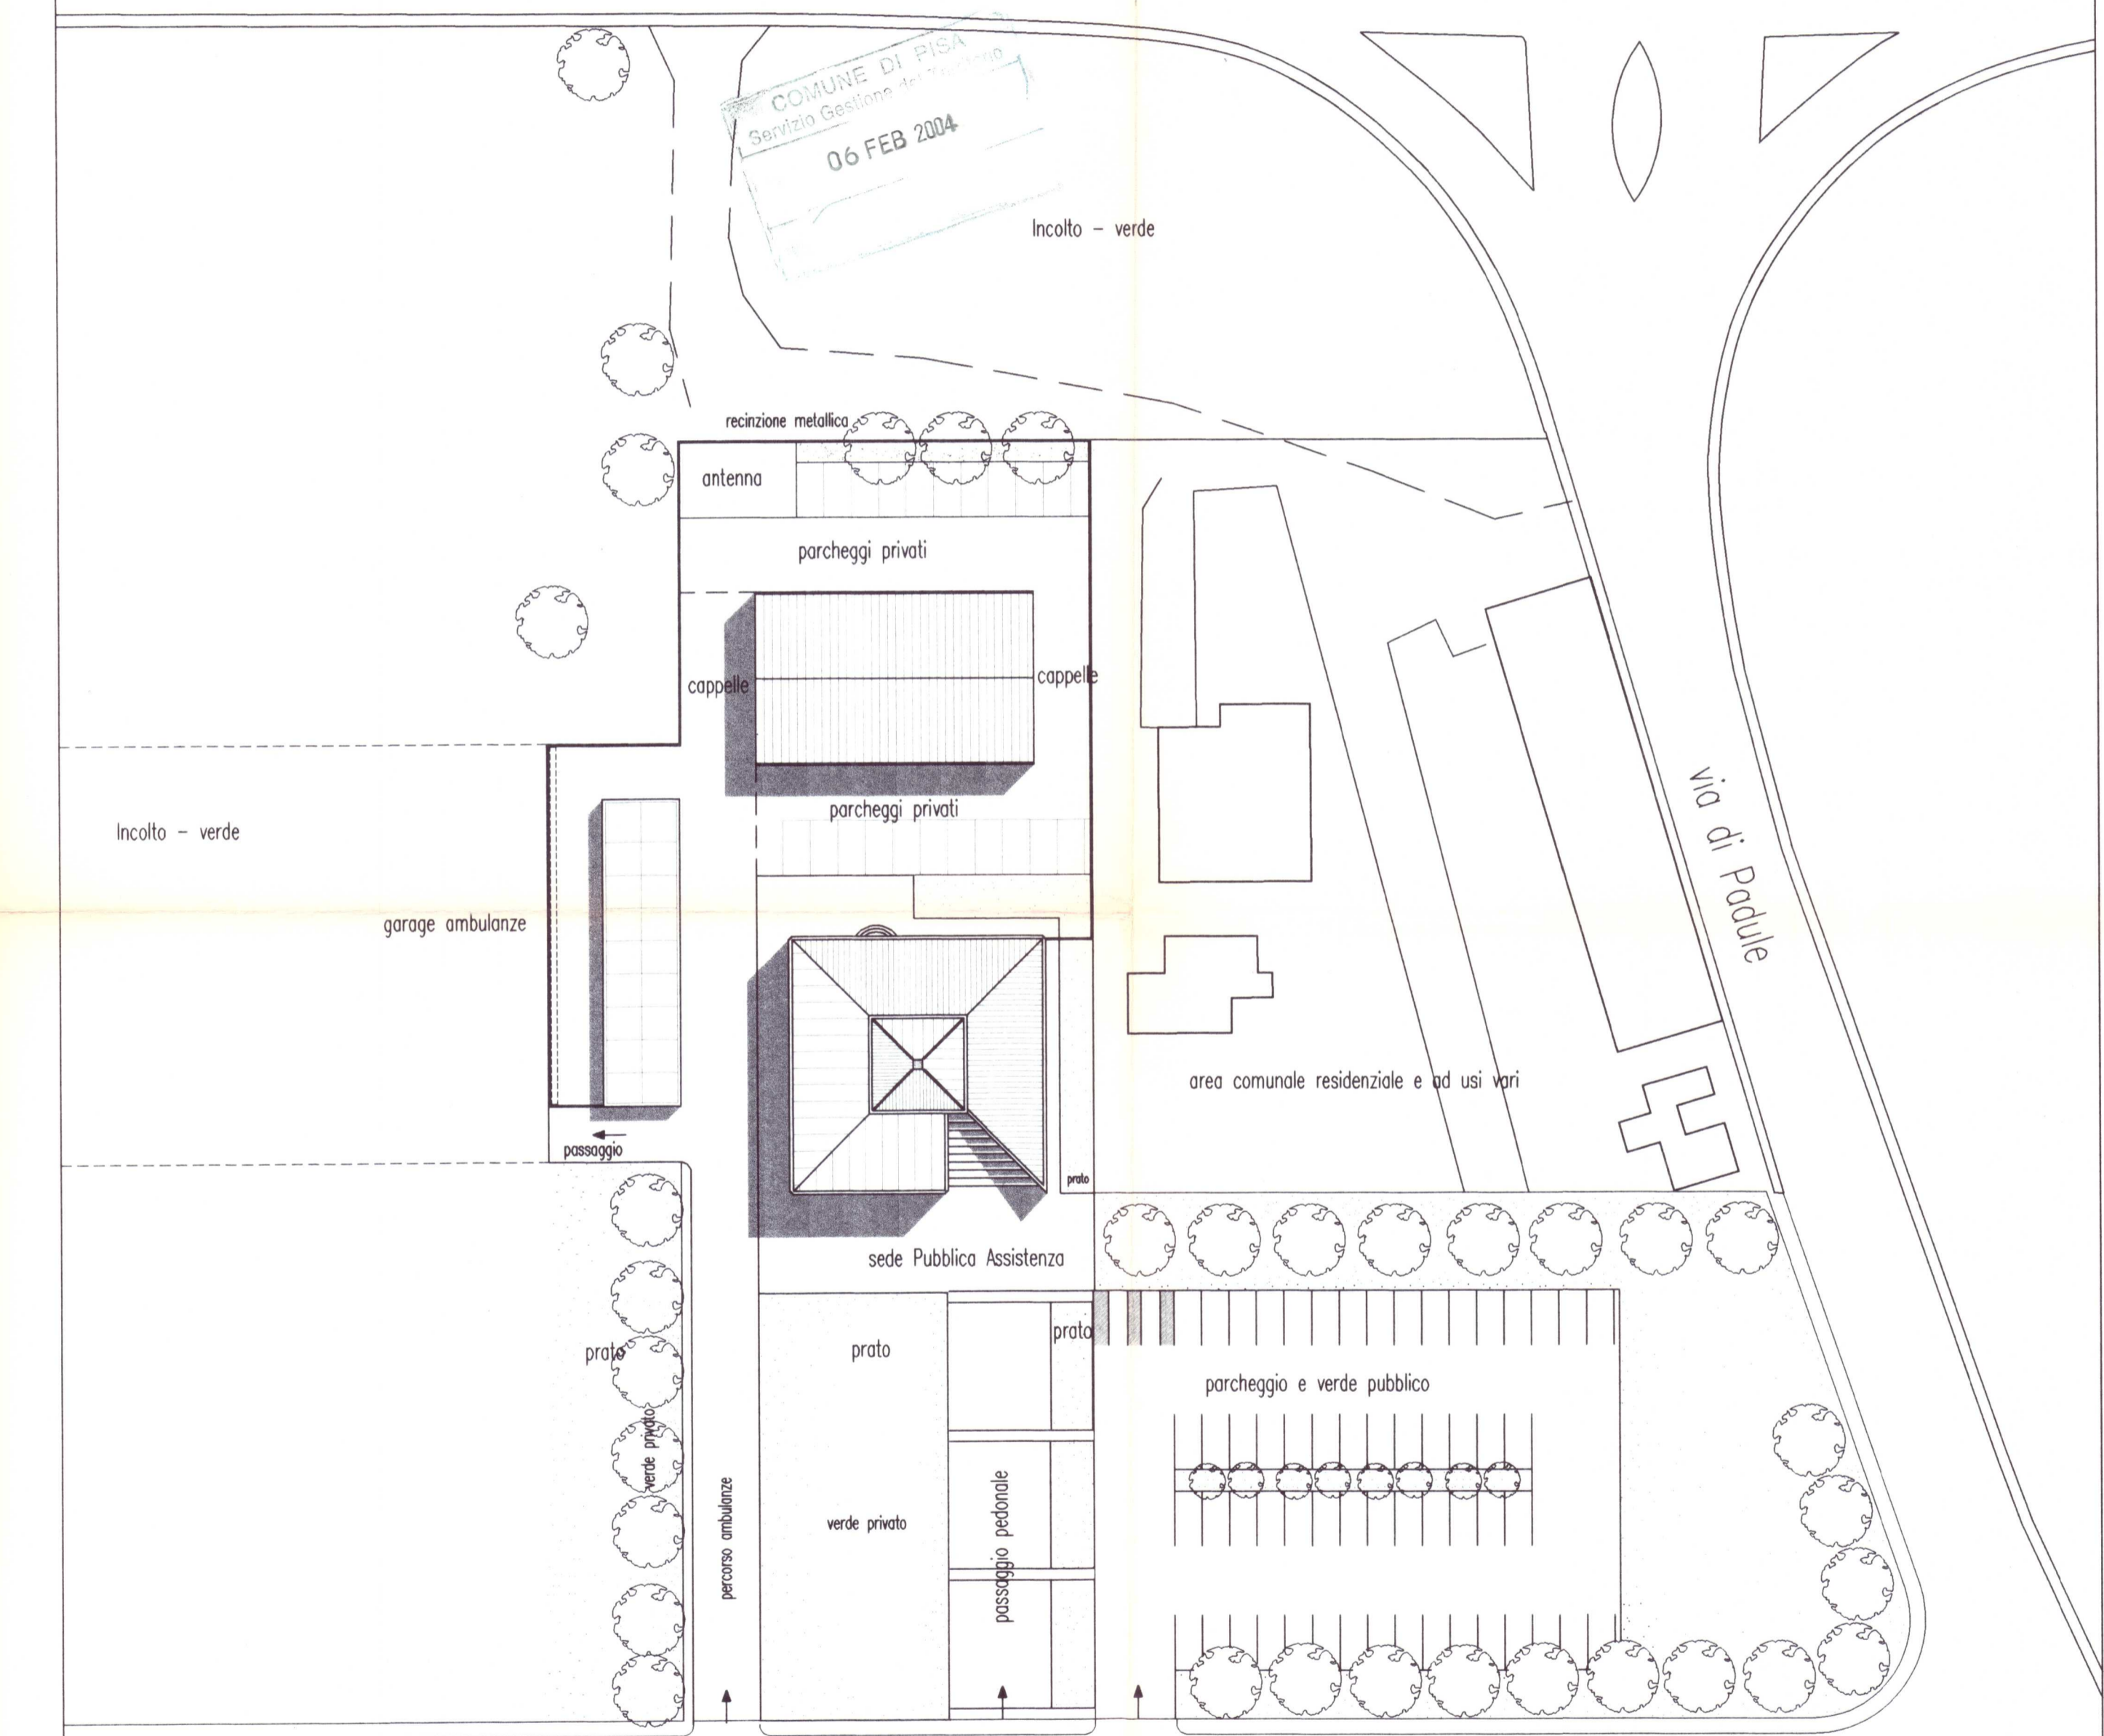 COMUNE DI PISA
Servizio Gestione del Territorio
06 FEB 2004
Incolto - verde
recinzione metallica
antenna
parcheggi privati
cappelle
cappelle
parcheggi privati
Incolto - verde
garage ambulanze
via di Padule
area comunale residenziale e ad usi vari
passaggio
prato
sede Pubblica Assistenza
prato
prato
prato
parcheggio e verde pubblico
verde privato
percorso ambulanze
verde privato
passaggio pedonale